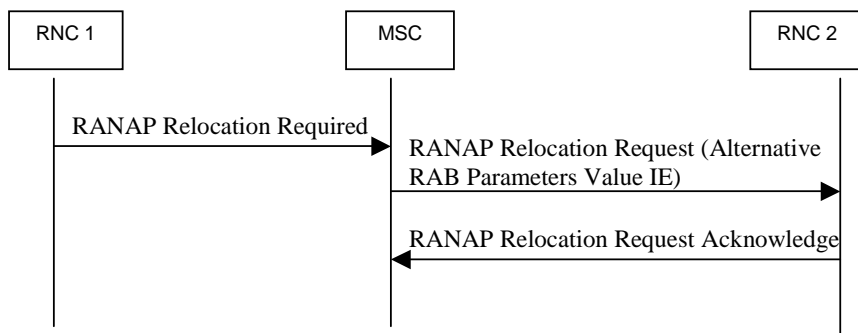 RNC 1
MSC
RNC 2
RANAP Relocation Required
RANAP Relocation Request (Alternative
RAB Parameters Value IE)
RANAP Relocation Request Acknowledge